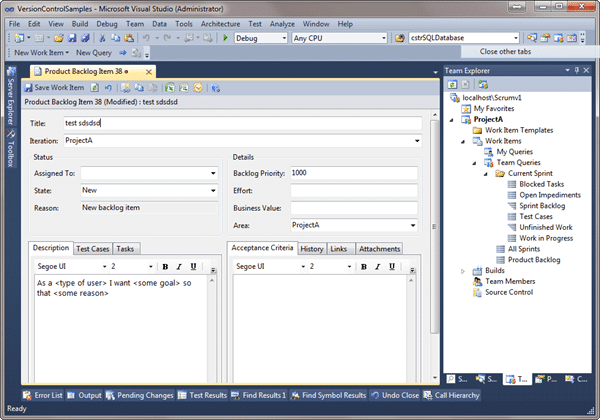 VersionControlSamples - Microsoft Visual Studio (Administrator)
File Edit View Build Debug Team Data Tools Architecture Test Analyze Window Help
Debug Any CPU cstrSQLDatabase
New Work Item New Query Close other tabs
Server Explorer
Toolbox
Product Backlog Item 38
Save Work Item
Product Backlog Item 38 (Modified) : test sdsdsd
Title: test sdsdsd
Iteration: ProjectA
Status
Assigned To:
State: New
Reason: New backlog item
Details
Backlog Priority: 1000
Effort:
Business Value:
Area: ProjectA
Description Test Cases Tasks
Segoe UI 2 B I U
As a <type of user> I want <some goal> so
that <some reason>
Acceptance Criteria History Links Attachments
Segoe UI 2 B I U
Team Explorer
localhost\Scrumv1
My Favorites
ProjectA
Work Item Templates
Work Items
My Queries
Team Queries
Current Sprint
Blocked Tasks
Open Impediments
Sprint Backlog
Test Cases
Unfinished Work
Work in Progress
All Sprints
Product Backlog
Builds
Team Members
Source Control
S... S... T... P... C...
Error List Output Pending Changes Test Results Find Results 1 Find Symbol Results Undo Close Call Hierarchy
Ready